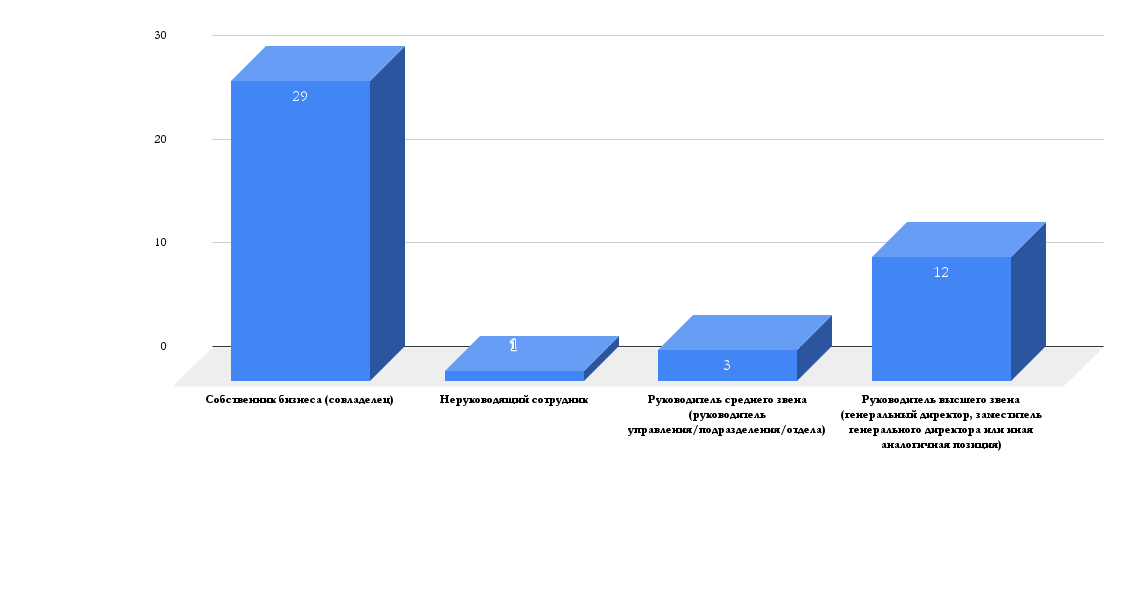 30
29
20
10
12
1
3
0
Собственник бизнеса (совладелец)
Неруководящий сотрудник
Руководитель среднего звена
(руководитель
управления/подразделения/отдела)
Руководитель высшего звена
(генеральный директор, заместитель
генерального директора или иная
аналогичная позиция)